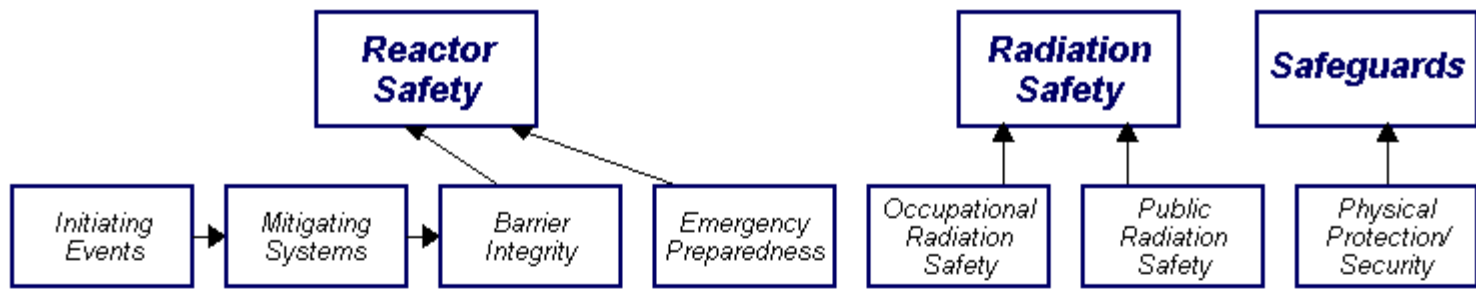 Reactor
Safety
Radiation
Safety
Safeguards
Initiating
Events
Mitigating
Systems
Barrier
Integrity
Emergency
Preparedness
Occupational
Radiation
Safety
Public
Radiation
Safety
Physical
Protection/
Security